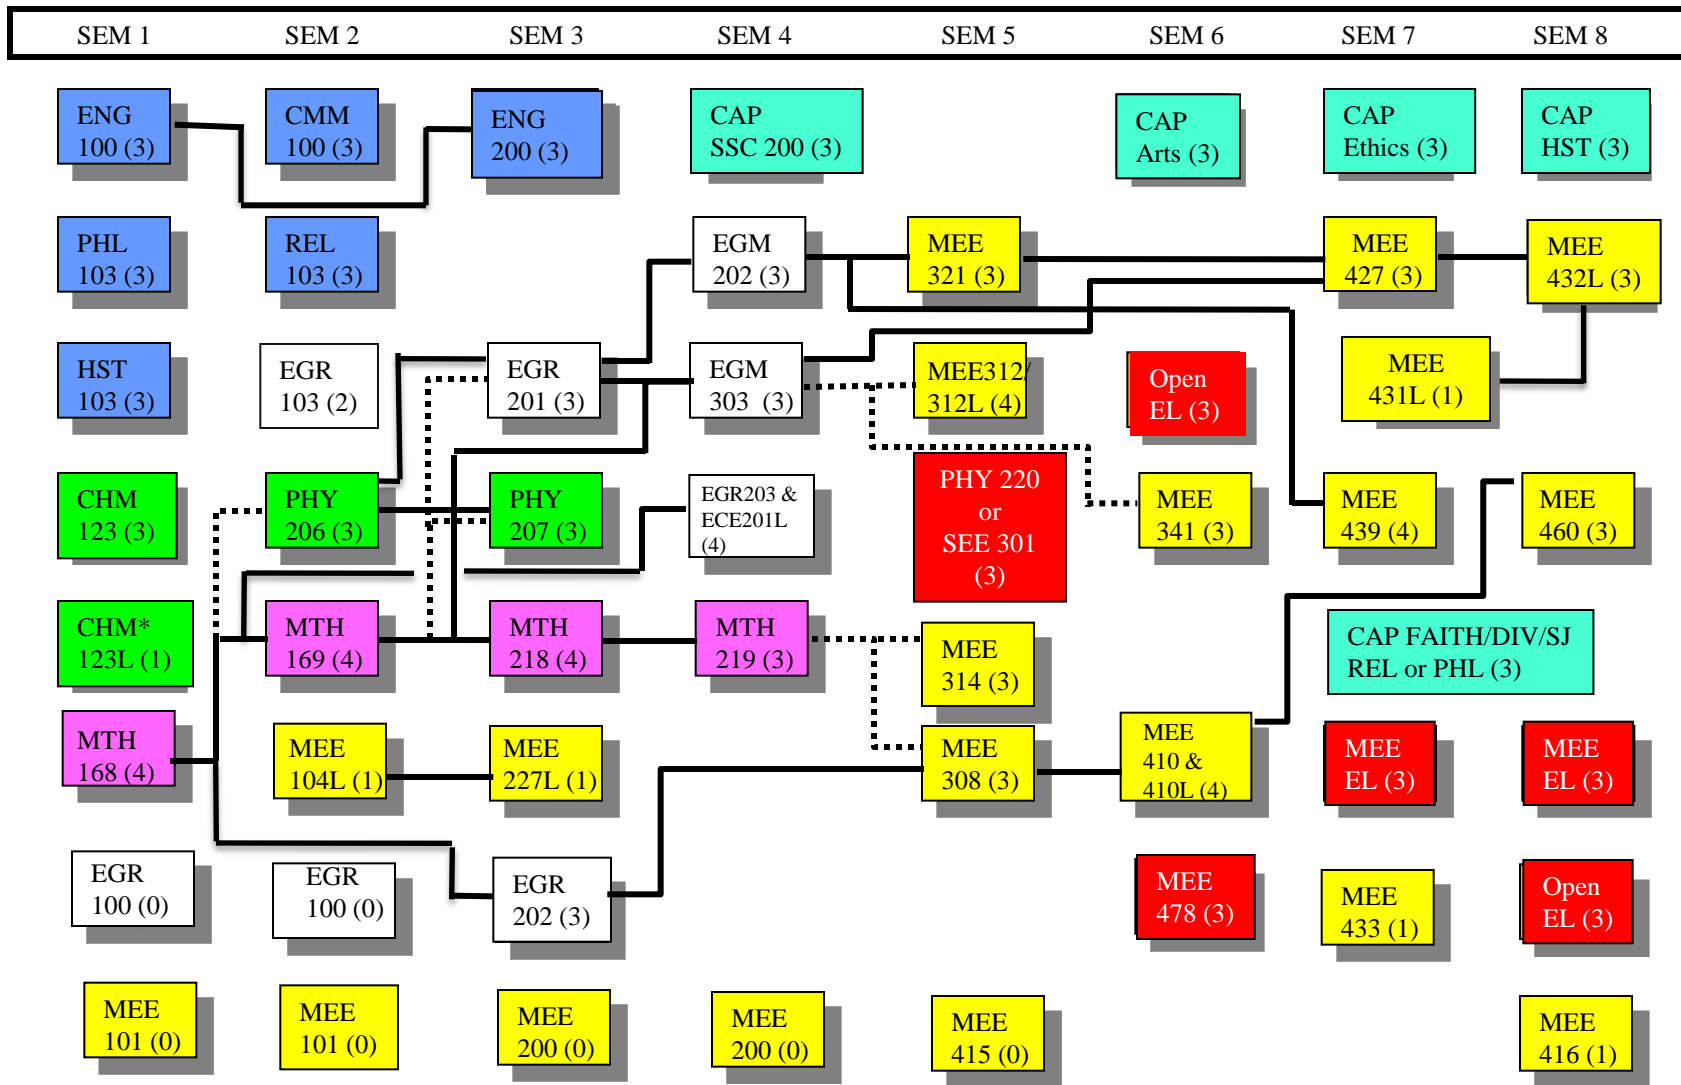 SEM 1 SEM 2 SEM 3 SEM 4 SEM 5 SEM 6 SEM 7 SEM 8
ENG
100 (3)
CMM
100 (3)
ENG
200 (3)
CAP
SSC 200 (3)
CAP
Arts (3)
CAP
Ethics (3)
CAP
HST (3)
PHL
103 (3)
REL
103 (3)
EGM
202 (3)
MEE
321 (3)
MEE
427 (3)
MEE
432L (3)
HST
103 (3)
EGR
103 (2)
EGR
201 (3)
EGM
303 (3)
MEE312/
312L (4)
Open
EL (3)
MEE
431L (1)
CHM
123 (3)
PHY
206 (3)
PHY
207 (3)
EGR203 &
ECE201L
(4)
PHY 220
or
SEE 301
(3)
MEE
341 (3)
MEE
439 (4)
MEE
460 (3)
CHM*
123L (1)
MTH
169 (4)
MTH
218 (4)
MTH
219 (3)
MEE
314 (3)
CAP FAITH/DIV/SJ
REL or PHL (3)
MTH
168 (4)
MEE
104L (1)
MEE
227L (1)
MEE
308 (3)
MEE
410 &
410L (4)
MEE
EL (3)
MEE
EL (3)
EGR
100 (0)
EGR
100 (0)
EGR
202 (3)
MEE
478 (3)
MEE
433 (1)
Open
EL (3)
MEE
101 (0)
MEE
101 (0)
MEE
200 (0)
MEE
200 (0)
MEE
415 (0)
MEE
416 (1)